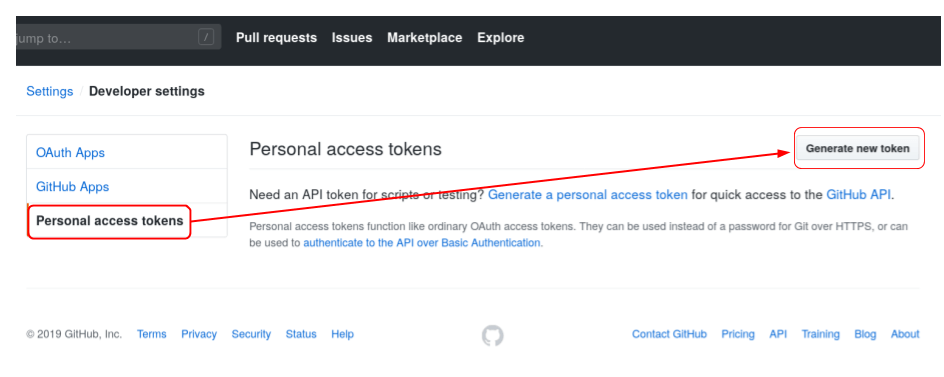 jump to… /
Pull requests Issues Marketplace Explore
Settings / Developer settings
OAuth Apps
GitHub Apps
Personal access tokens
Personal access tokens
Generate new token
Need an API token for scripts or testing? Generate a personal access token for quick access to the GitHub API.
Personal access tokens function like ordinary OAuth access tokens. They can be used instead of a password for Git over HTTPS, or can
be used to authenticate to the API over Basic Authentication.
© 2019 GitHub, Inc. Terms Privacy Security Status Help Contact GitHub Pricing API Training Blog About